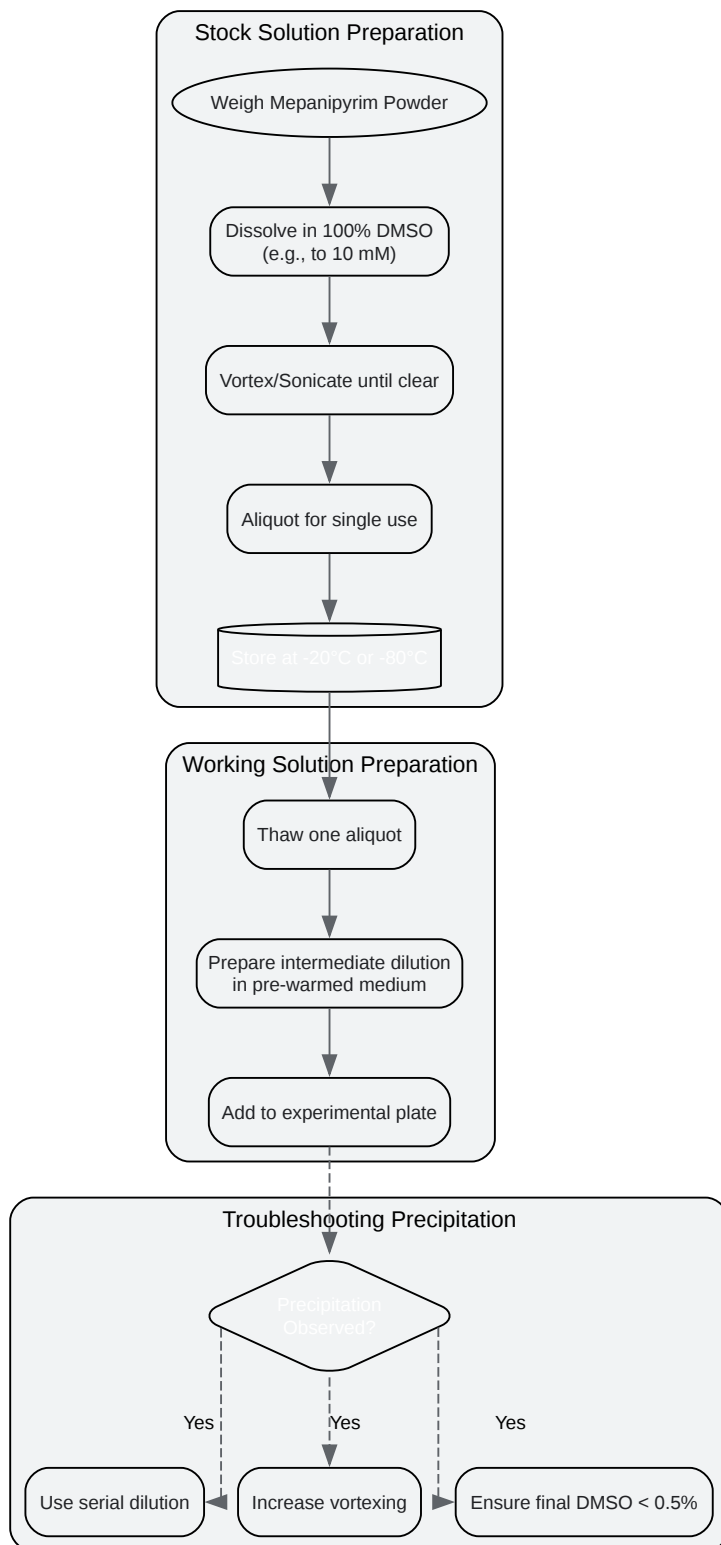 Stock Solution Preparation
Weigh Mepanipyrim Powder
Dissolve in 100% DMSO
(e.g., to 10 mM)
Vortex/Sonicate until clear
Aliquot for single use
Store at -20°C or -80°C
Working Solution Preparation
Thaw one aliquot
Prepare intermediate dilution
in pre-warmed medium
Add to experimental plate
Troubleshooting Precipitation
Precipitation
Observed?
Yes
Yes
Yes
Use serial dilution
Increase vortexing
Ensure final DMSO < 0.5%